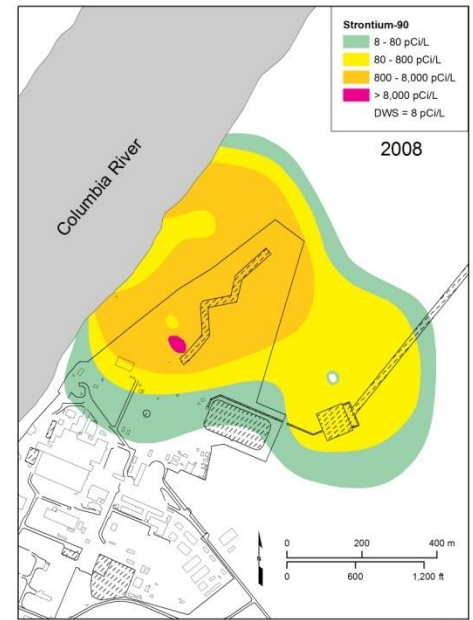 Strontium-90
8 - 80 pCi/L
80 - 800 pCi/L
800 - 8,000 pCi/L
> 8,000 pCi/L
DWS = 8 pCi/L
2008
Columbia River
N
0 200 400 m
0 600 1,200 ft